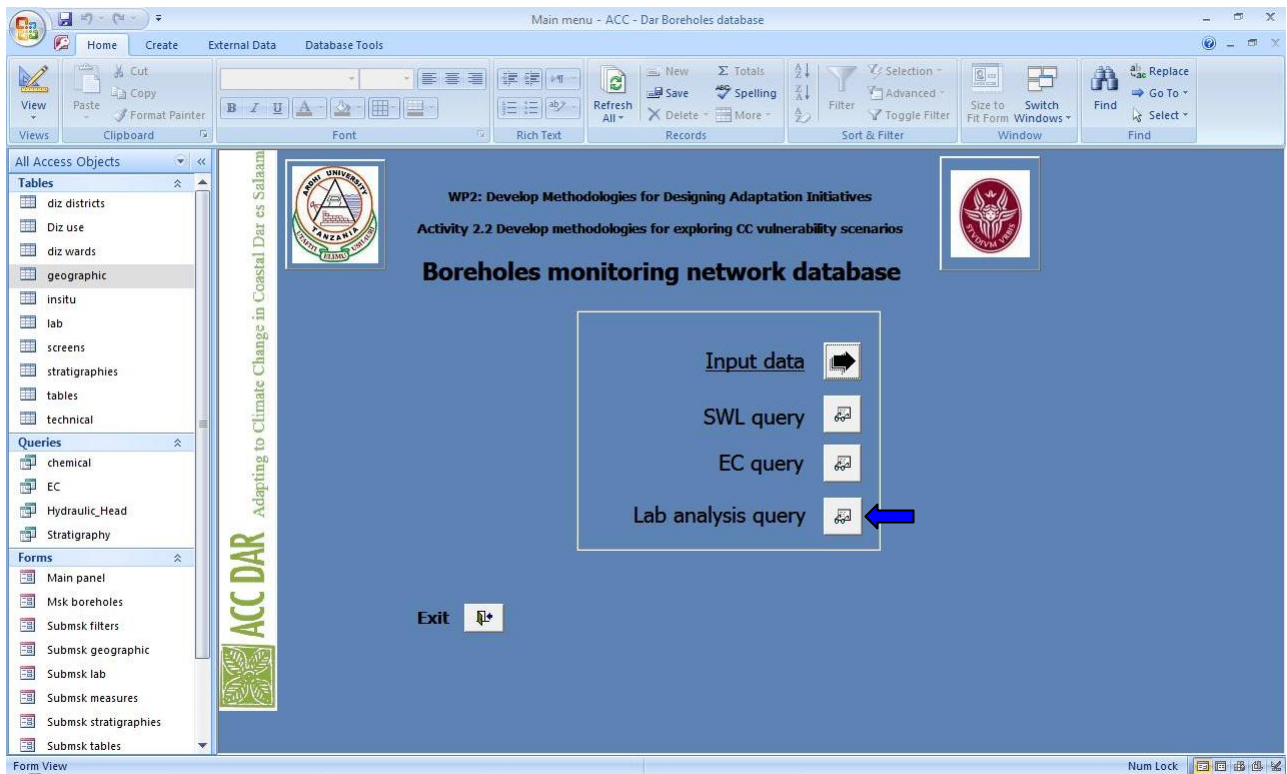 Main menu - ACC - Dar Boreholes database
Home Create External Data Database Tools
View
Paste
Cut
Copy
Format Painter
B I U A
Refresh All
New
Save
Delete
Totals
Spelling
More
Filter
Selection
Advanced
Toggle Filter
Size to Fit Form
Switch Windows
Find
Replace
Go To
Select
Views Clipboard Font Rich Text Records Sort & Filter Window Find
All Access Objects
Tables
diz districts
Diz use
diz wards
geographic
insitu
lab
screens
stratigraphies
tables
technical
Queries
chemical
EC
Hydraulic_Head
Stratigraphy
Forms
Main panel
Msk boreholes
Submsk filters
Submsk geographic
Submsk lab
Submsk measures
Submsk stratigraphies
Submsk tables
ACC DAR Adapting to Climate Change in Coastal Dar es Salaam
ARDHI UNIVERSITY
TANZANIA
WP2: Develop Methodologies for Designing Adaptation Initiatives
Activity 2.2 Develop methodologies for exploring CC vulnerability scenarios
Boreholes monitoring network database
Input data
SWL query
EC query
Lab analysis query
Exit
Form View
Num Lock